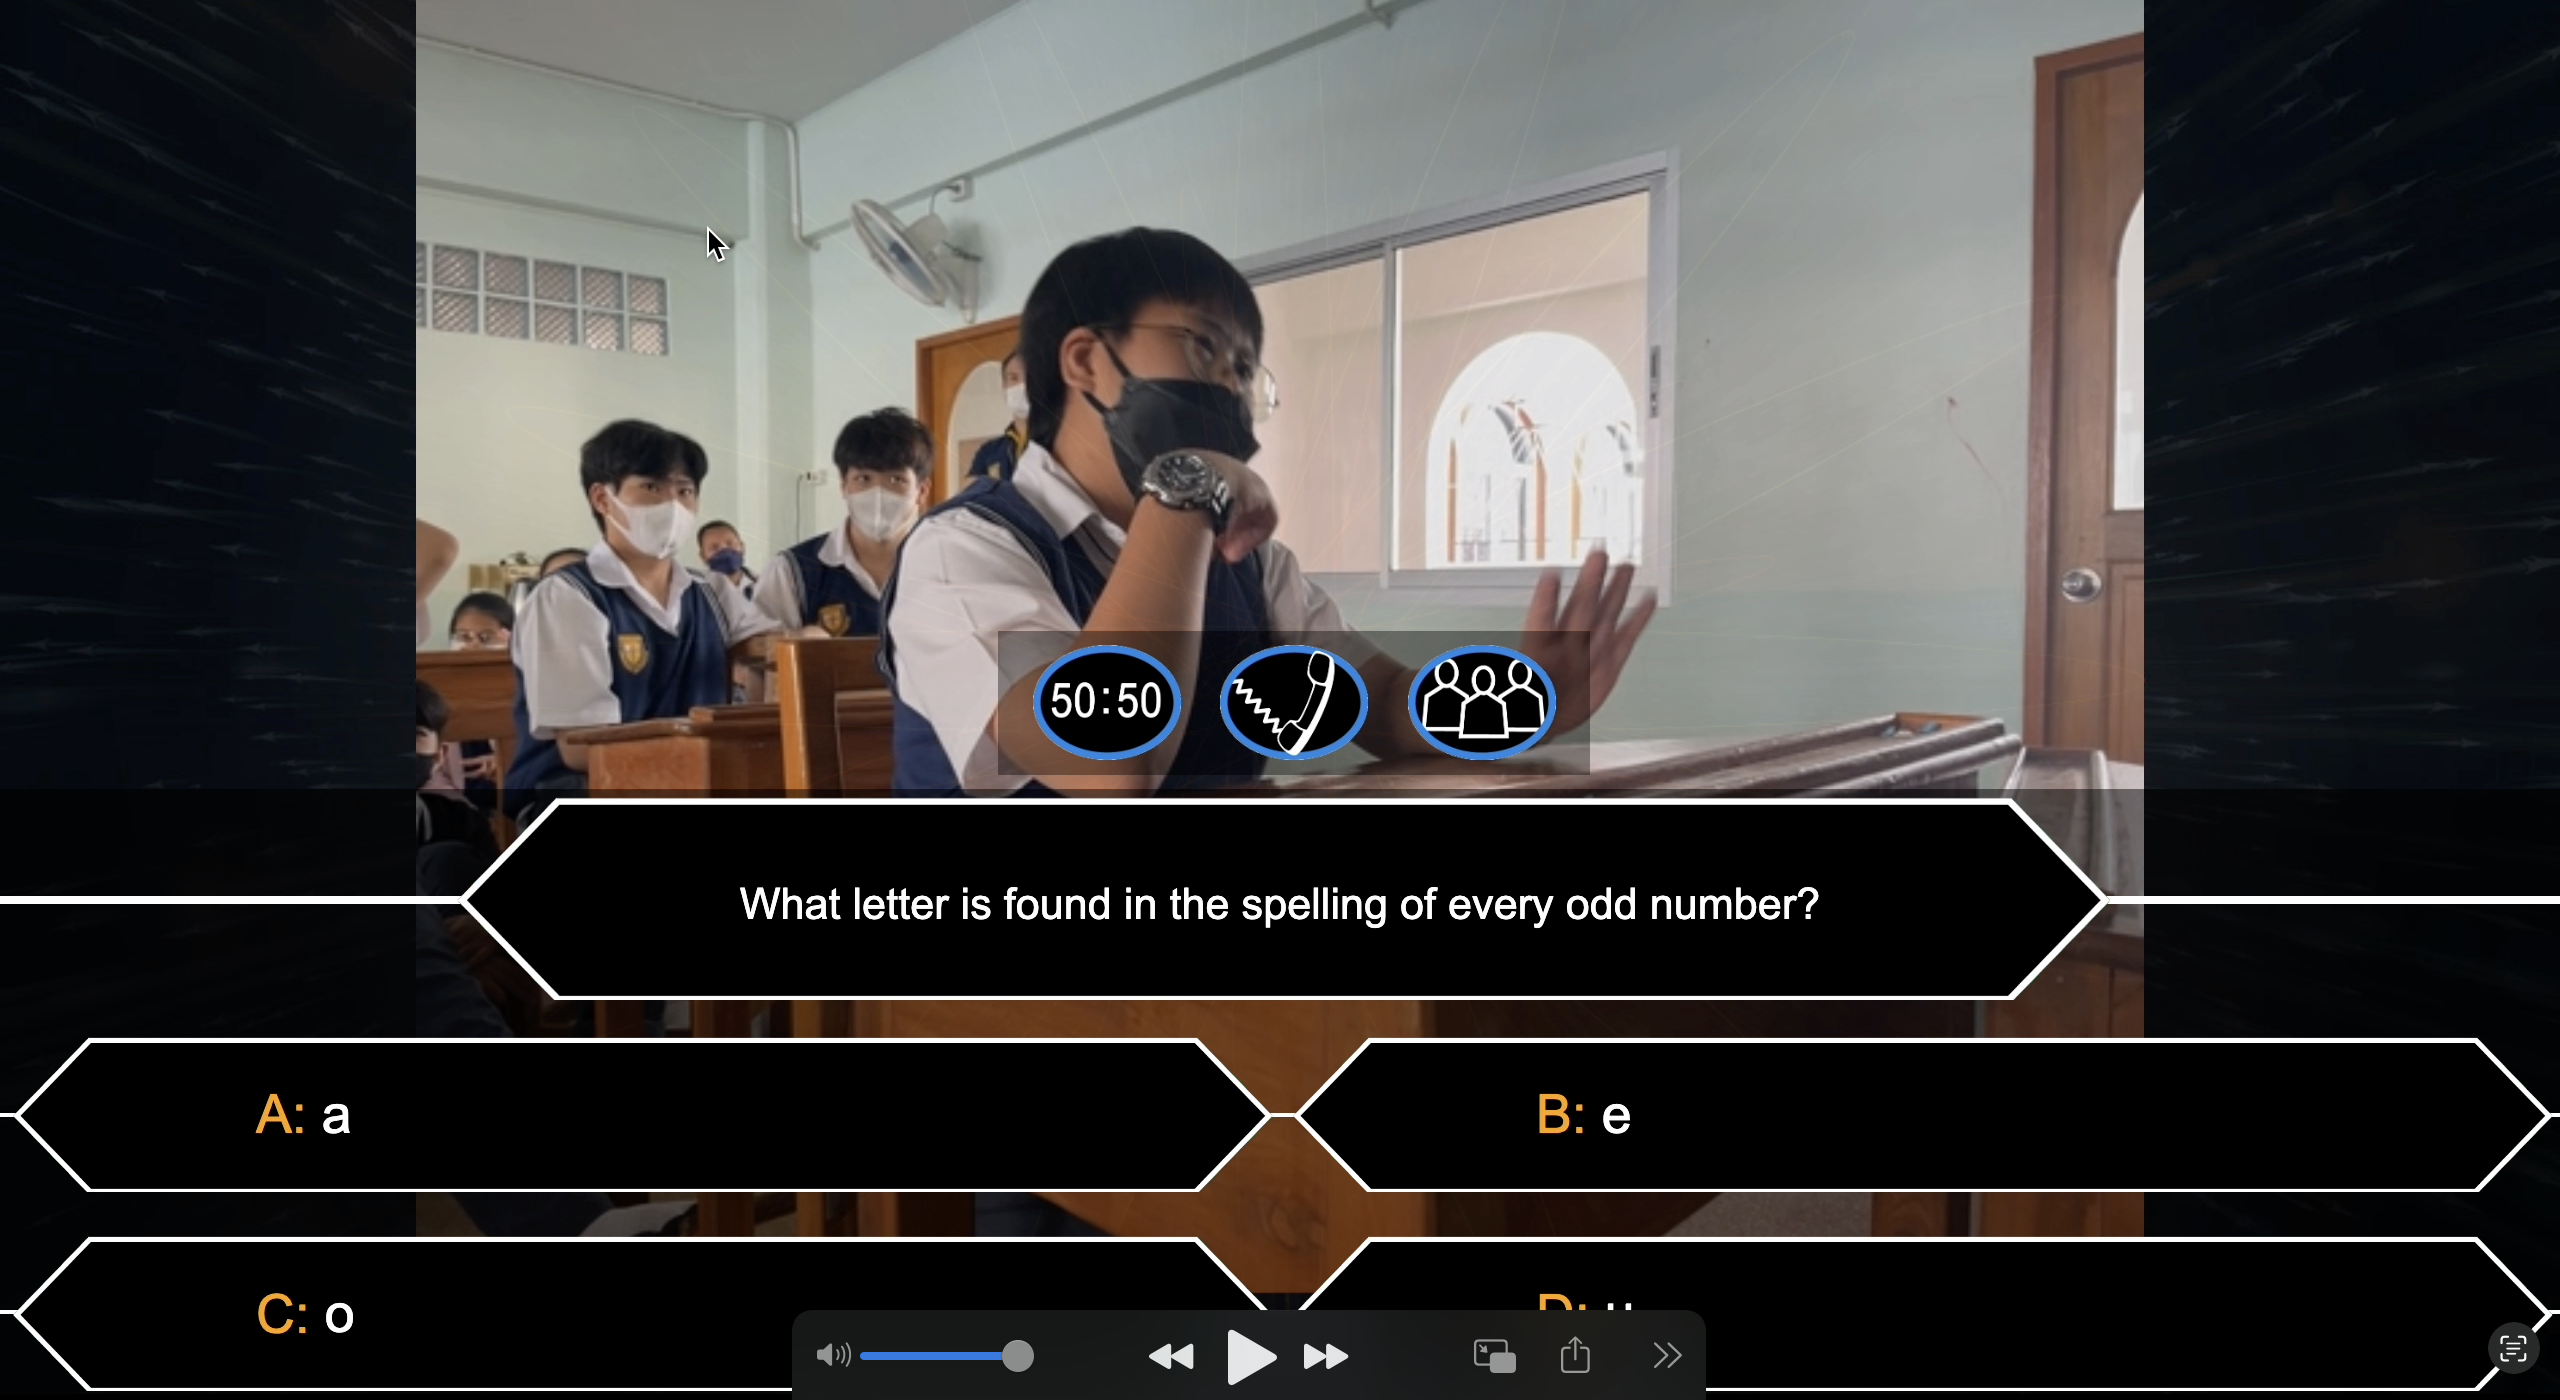 50:50
What letter is found in the spelling of every odd number?
A: a
B: e
C: o
D: